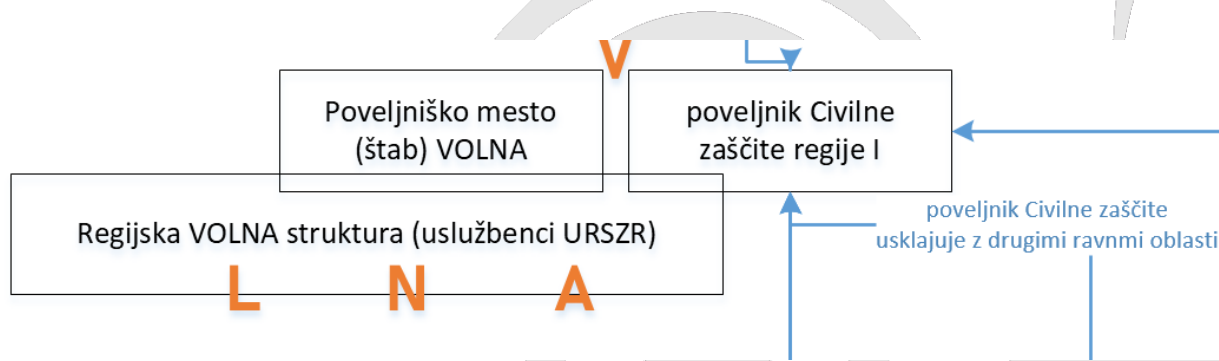 V
Poveljniško mesto
(štab) VOLNA
poveljnik Civilne
zaščite regije I
Regijska VOLNA struktura (uslužbenci URSZR)
poveljnik Civilne zaščite
usklajuje z drugimi ravnmi oblasti
L N A